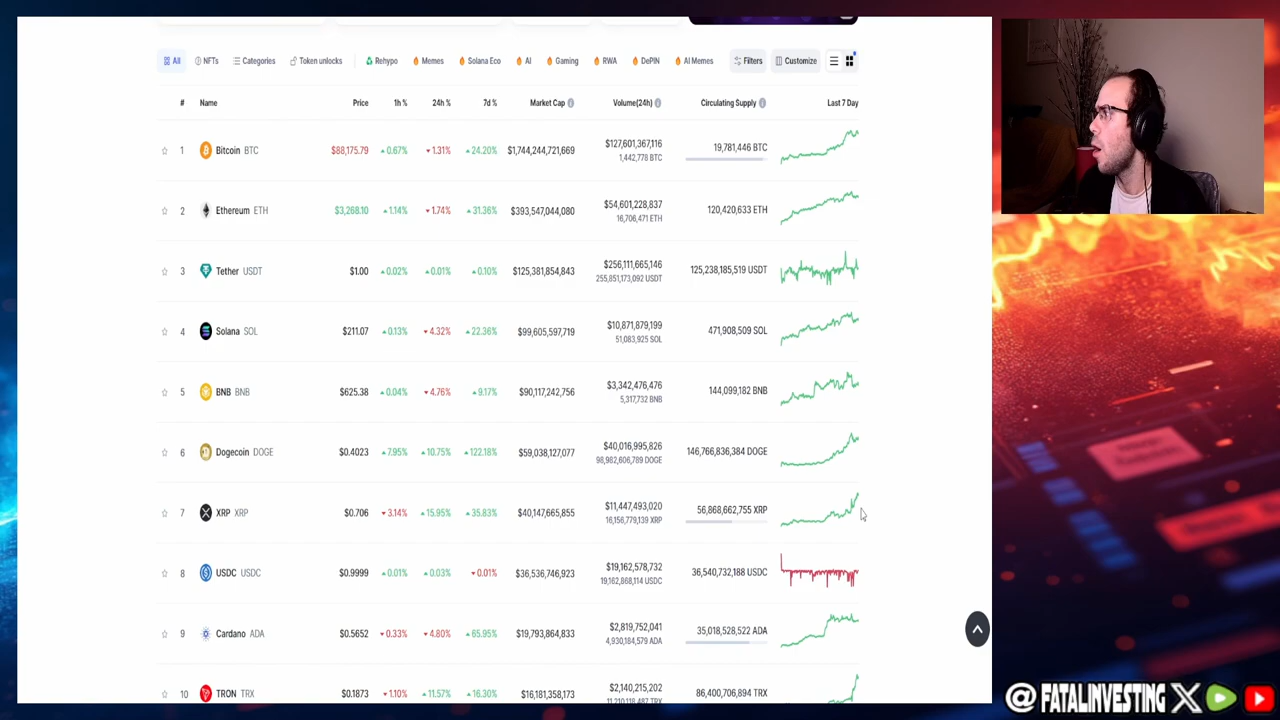 All NFTs Categories Token unlocks Rehypo Memes Solana Eco AI Gaming RWA DePIN AI Memes Filters Customize
# Name Price 1h % 24h % 7d % Market Cap Volume(24h) Circulating Supply Last 7 Day
1 Bitcoin BTC $88,175.79 0.67% 1.31% 24.20% $1,744,244,721,669 $127,601,367,116 19,781,446 BTC
1,442,778 BTC
2 Ethereum ETH $3,268.10 1.14% 1.74% 31.36% $393,547,044,080 $54,601,228,837 120,420,633 ETH
16,706,471 ETH
3 Tether USDT $1.00 0.02% 0.01% 0.10% $125,381,854,843 $256,111,665,146 125,238,185,519 USDT
255,851,173,092 USDT
4 Solana SOL $211.07 0.13% 4.32% 22.36% $99,605,597,719 $10,871,879,199 471,908,509 SOL
51,083,925 SOL
5 BNB BNB $625.38 0.04% 4.76% 9.17% $90,117,242,756 $3,342,476,476 144,099,182 BNB
5,317,732 BNB
6 Dogecoin DOGE $0.4023 7.95% 10.75% 122.18% $59,038,127,077 $40,016,995,826 146,766,836,384 DOGE
98,982,606,789 DOGE
7 XRP XRP $0.706 3.14% 15.95% 35.83% $40,147,665,855 $11,447,493,020 56,868,662,755 XRP
16,156,779,139 XRP
8 USDC USDC $0.9999 0.01% 0.03% 0.01% $36,536,746,923 $19,162,578,732 36,540,732,188 USDC
19,162,868,114 USDC
9 Cardano ADA $0.5652 0.33% 4.80% 65.95% $19,793,864,833 $2,819,752,041 35,018,528,522 ADA
4,930,184,579 ADA
10 TRON TRX $0.1873 1.10% 11.57% 16.30% $16,181,358,173 $2,140,215,202 86,400,706,894 TRX
@FATALINVESTING